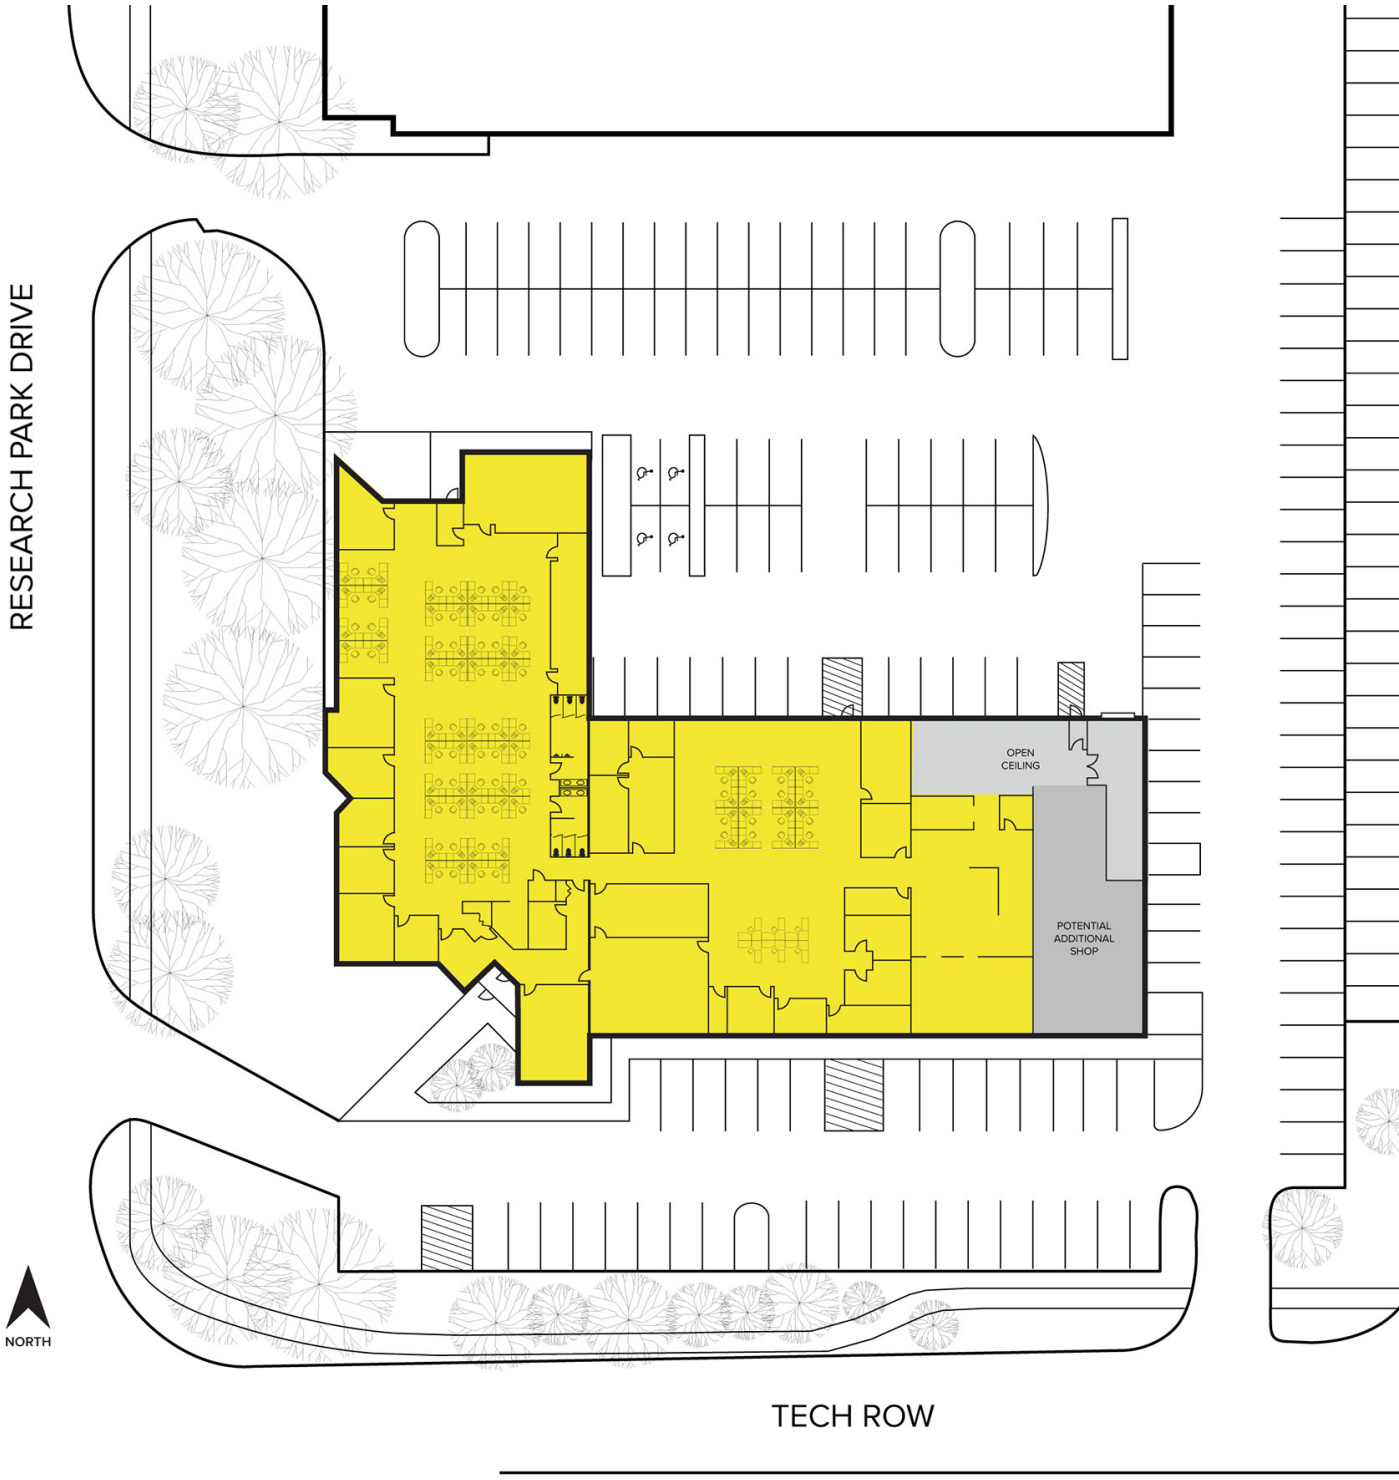 RESEARCH PARK DRIVE
OPEN
CEILING
POTENTIAL
ADDITIONAL
SHOP
NORTH
TECH ROW